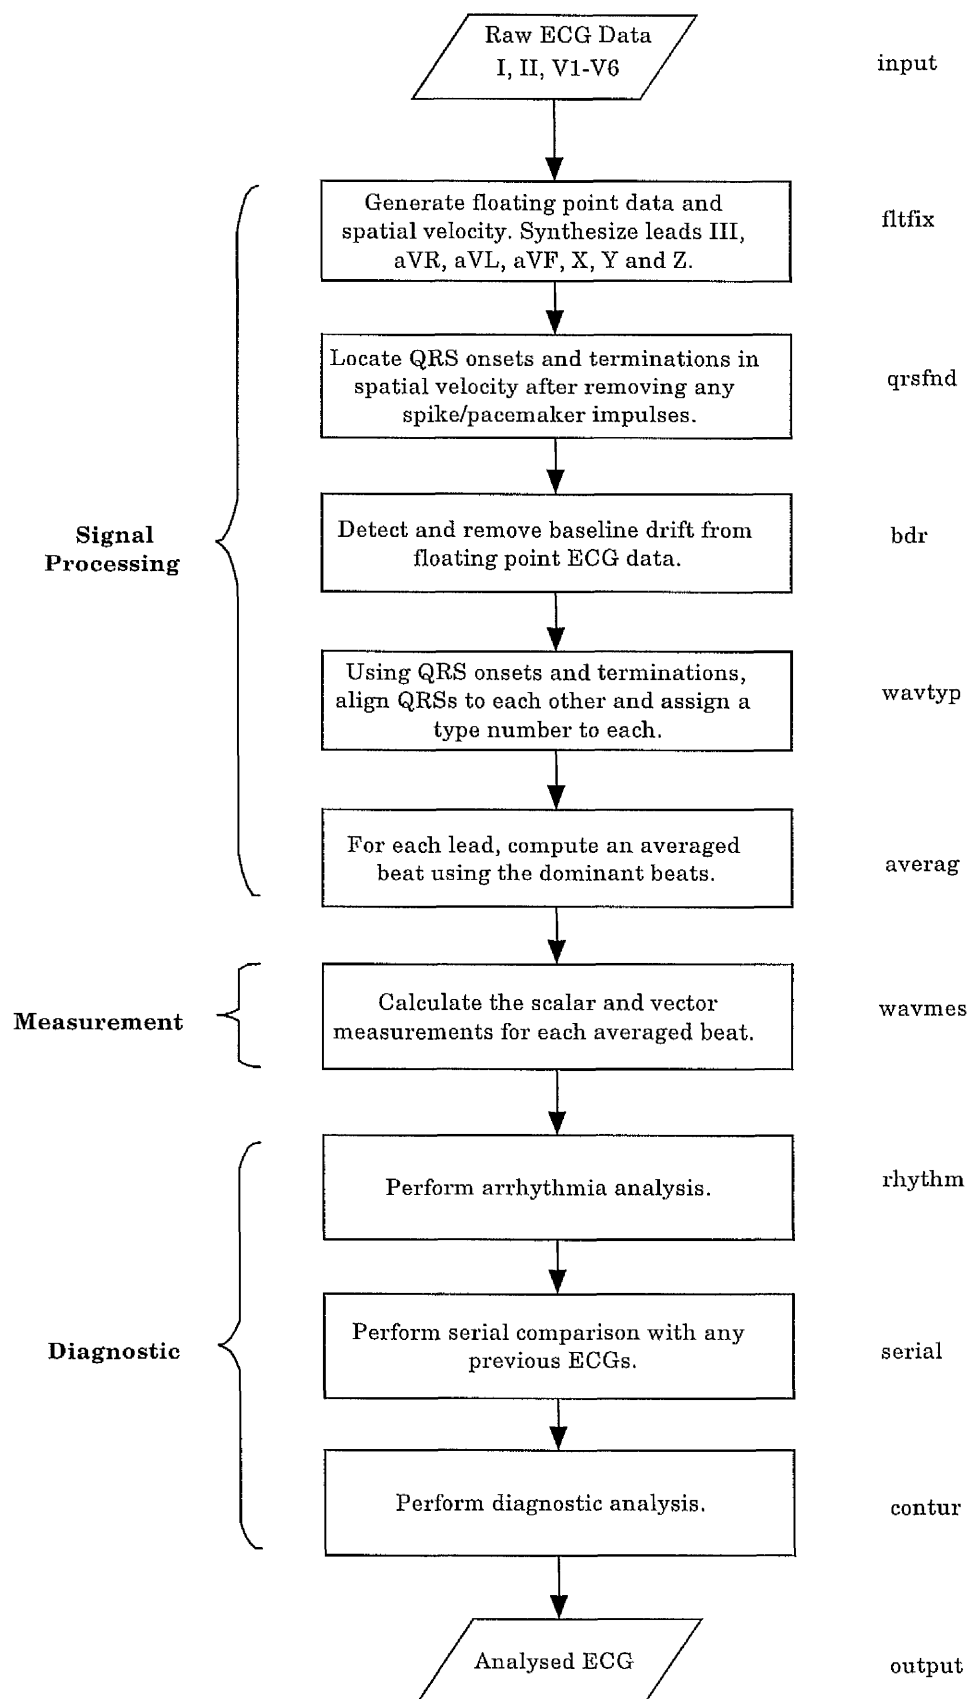 Raw ECG Data
I, II, V1-V6
input
Generate floating point data and
spatial velocity. Synthesize leads III,
aVR, aVL, aVF, X, Y and Z.
fltfix
Locate QRS onsets and terminations in
spatial velocity after removing any
spike/pacemaker impulses.
qrsfnd
Signal
Processing
Detect and remove baseline drift from
floating point ECG data.
bdr
Using QRS onsets and terminations,
align QRSs to each other and assign a
type number to each.
wavtyp
For each lead, compute an averaged
beat using the dominant beats.
averag
Measurement
Calculate the scalar and vector
measurements for each averaged beat.
wavmes
Perform arrhythmia analysis.
rhythm
Diagnostic
Perform serial comparison with any
previous ECGs.
serial
Perform diagnostic analysis.
contur
Analysed ECG
output